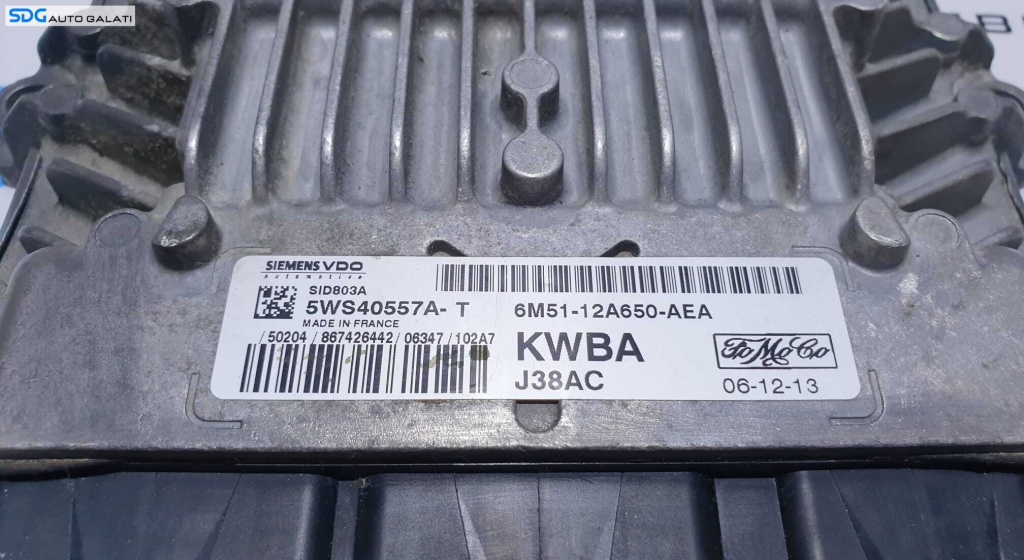 SDG AUTO GALATI
SIEMENS VDO
automotive
SID803A
5WS40557A-T
MADE IN FRANCE
/50204/867426442/06347/102A7
6M51-12A650-AEA
KWBA
J38AC
FoMoCo
06-12-13